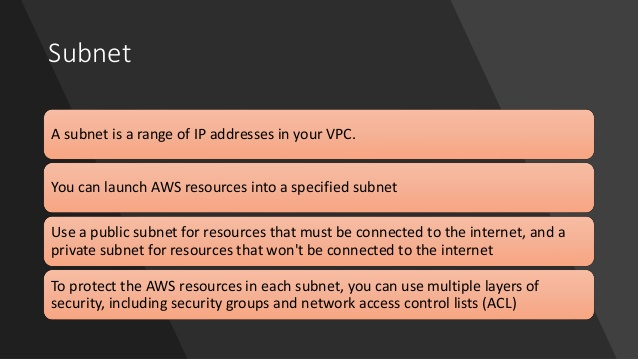 Subnet
A subnet is a range of IP addresses in your VPC.
You can launch AWS resources into a specified subnet
Use a public subnet for resources that must be connected to the internet, and a
private subnet for resources that won't be connected to the internet
To protect the AWS resources in each subnet, you can use multiple layers of
security, including security groups and network access control lists (ACL)